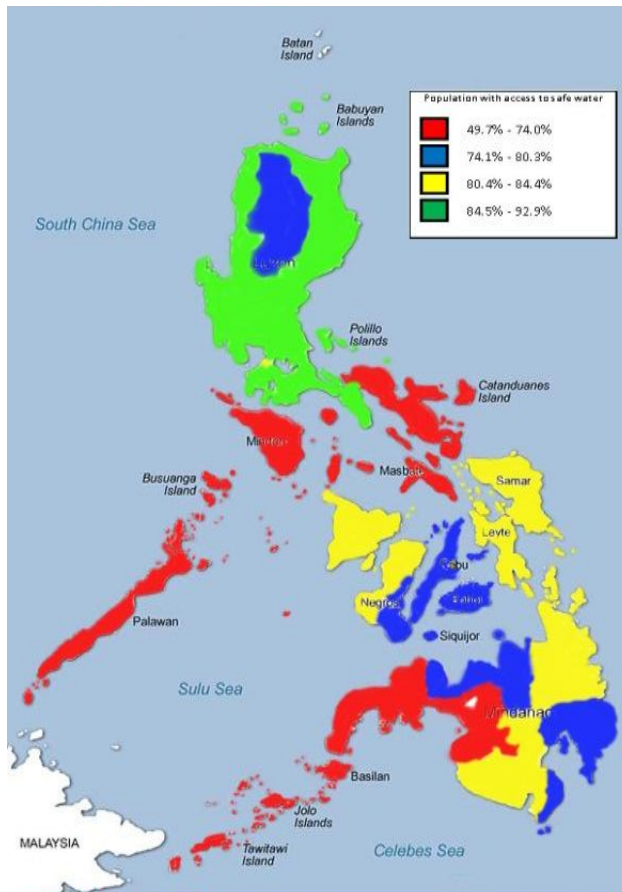 Batan
Island
Babuyan
Islands
Population with access to safe water
49.7% - 74.0%
74.1% - 80.3%
80.4% - 84.4%
84.5% - 92.9%
South China Sea
Luzon
Polillo
Islands
Catanduanes
Island
Mindoro
Masbate
Busuanga
Island
Samar
Leyte
Cebu
Negros
Bohol
Palawan
Siquijor
Sulu Sea
Mindanao
Basilan
Jolo
Islands
MALAYSIA
Tawitawi
Island
Celebes Sea